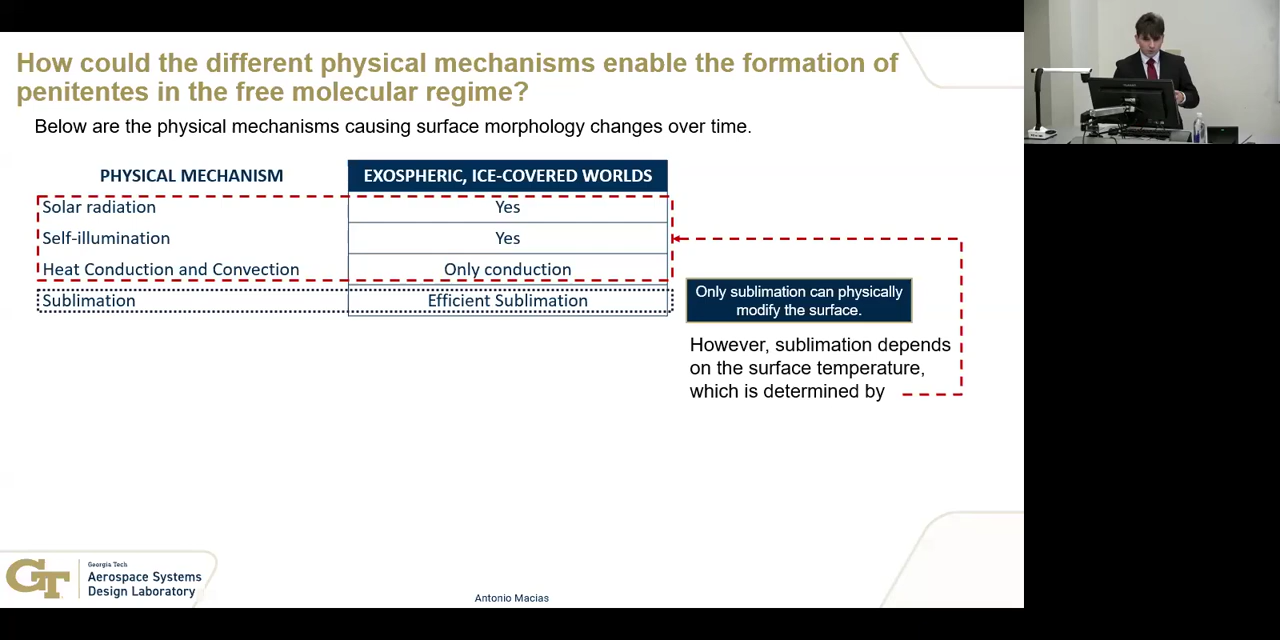 How could the different physical mechanisms enable the formation of
penitentes in the free molecular regime?
Below are the physical mechanisms causing surface morphology changes over time.
PHYSICAL MECHANISM EXOSPHERIC, ICE-COVERED WORLDS
Solar radiation Yes
Self-illumination Yes
Heat Conduction and Convection Only conduction
Sublimation Efficient Sublimation
Only sublimation can physically
modify the surface.
However, sublimation depends
on the surface temperature,
which is determined by
GT
Georgia Tech
Aerospace Systems
Design Laboratory
Antonio Macias